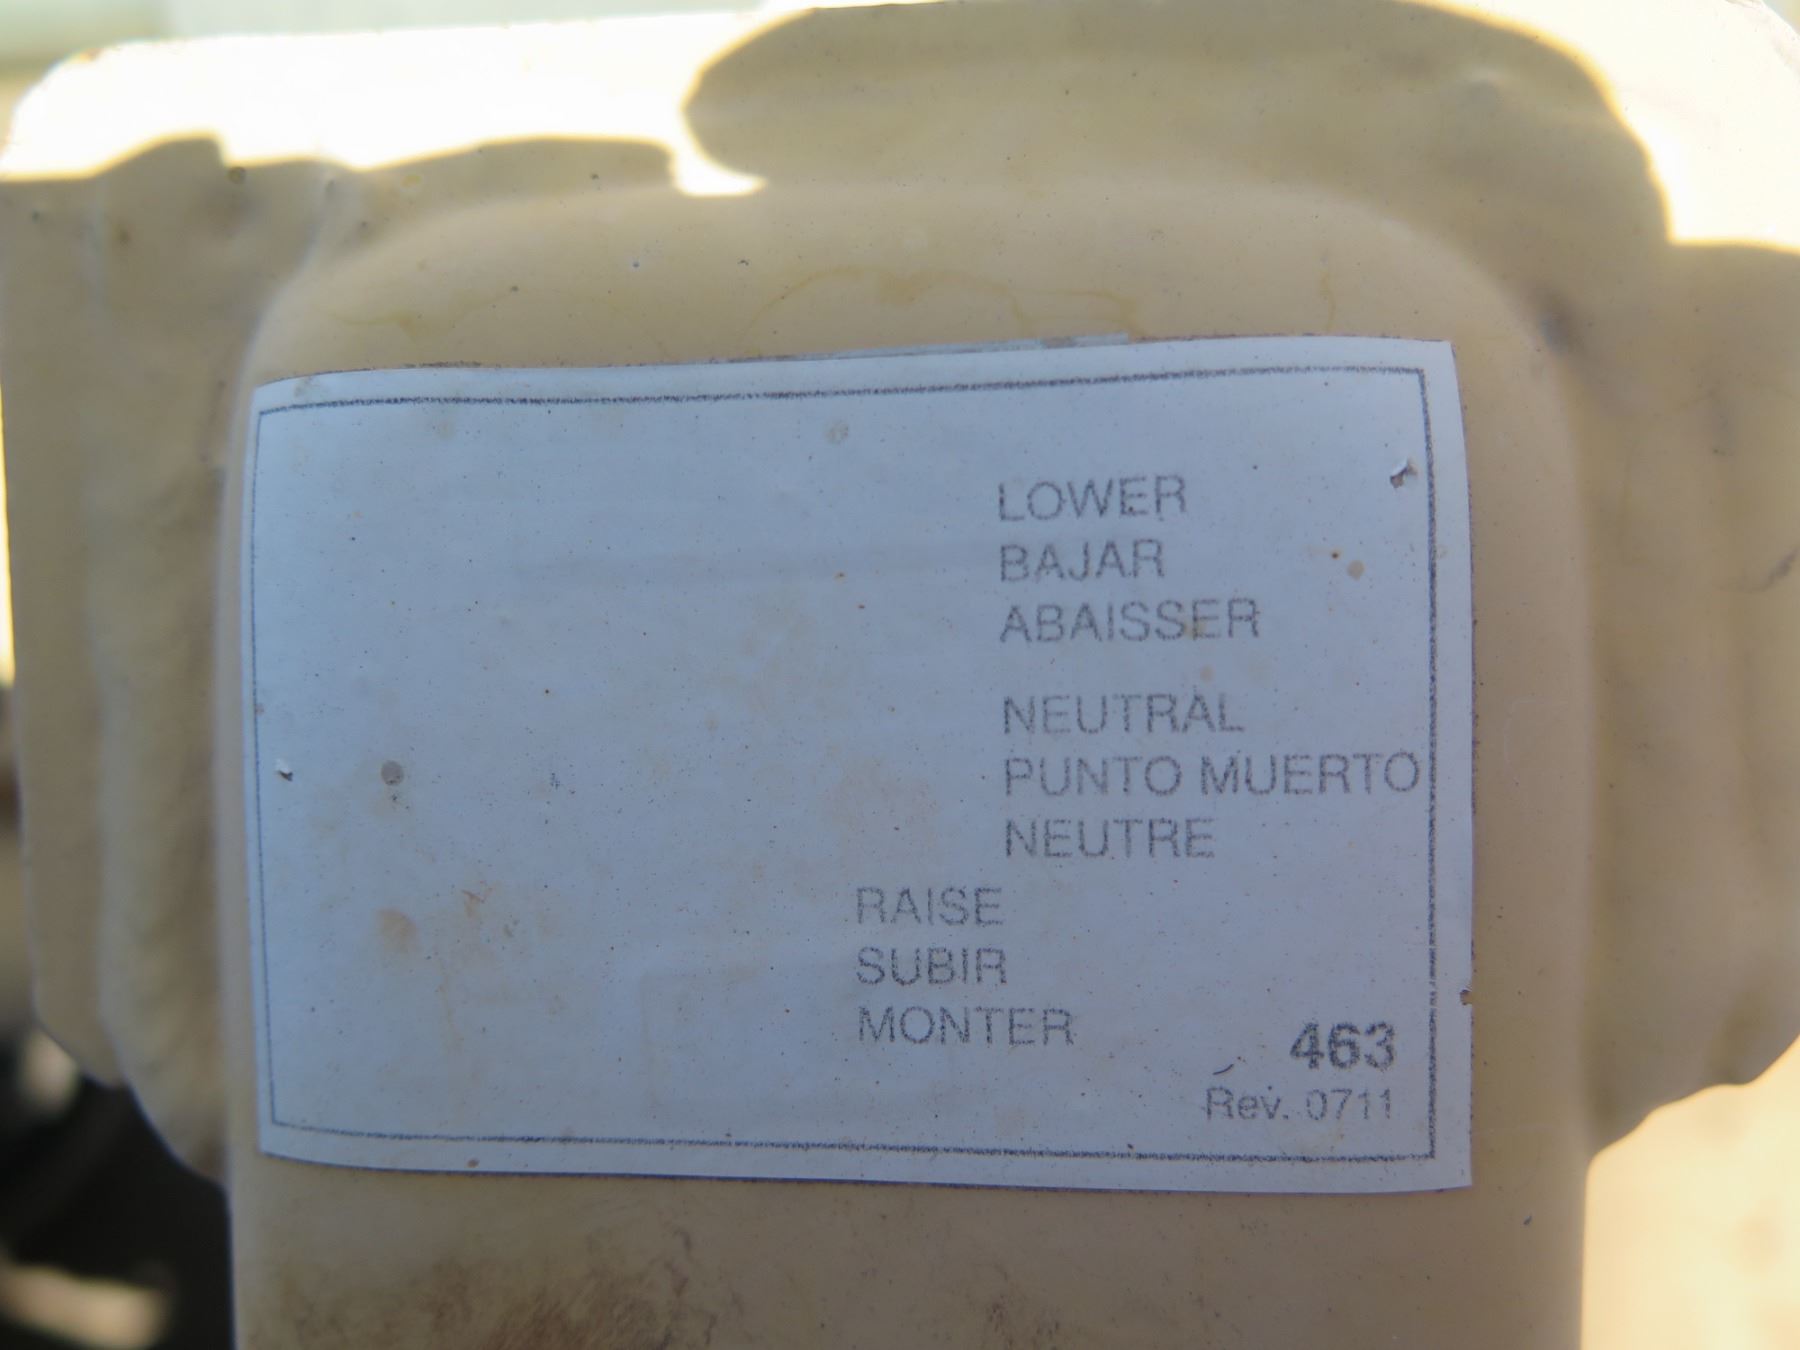 LOWER
BAJAR
ABAISSER
NEUTRAL
PUNTO MUERTO
NEUTRE
RAISE
SUBIR
MONTER
463
Rev. 0711